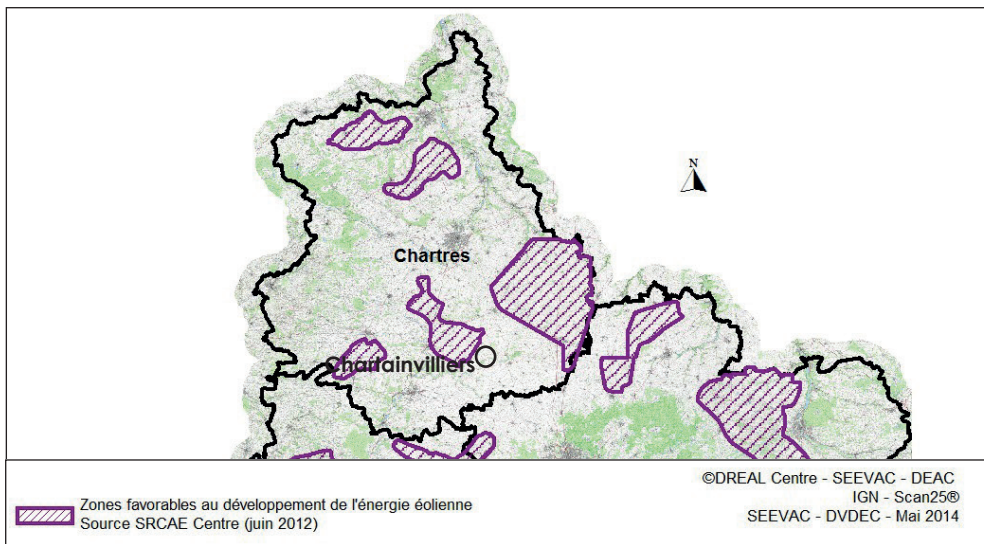 N
Chartres
Charlainvilliers
Zones favorables au développement de l'énergie éolienne
Source SRCAE Centre (juin 2012)
©DREAL Centre - SEEVAC - DEAC
IGN - Scan25®
SEEVAC - DVDEC - Mai 2014